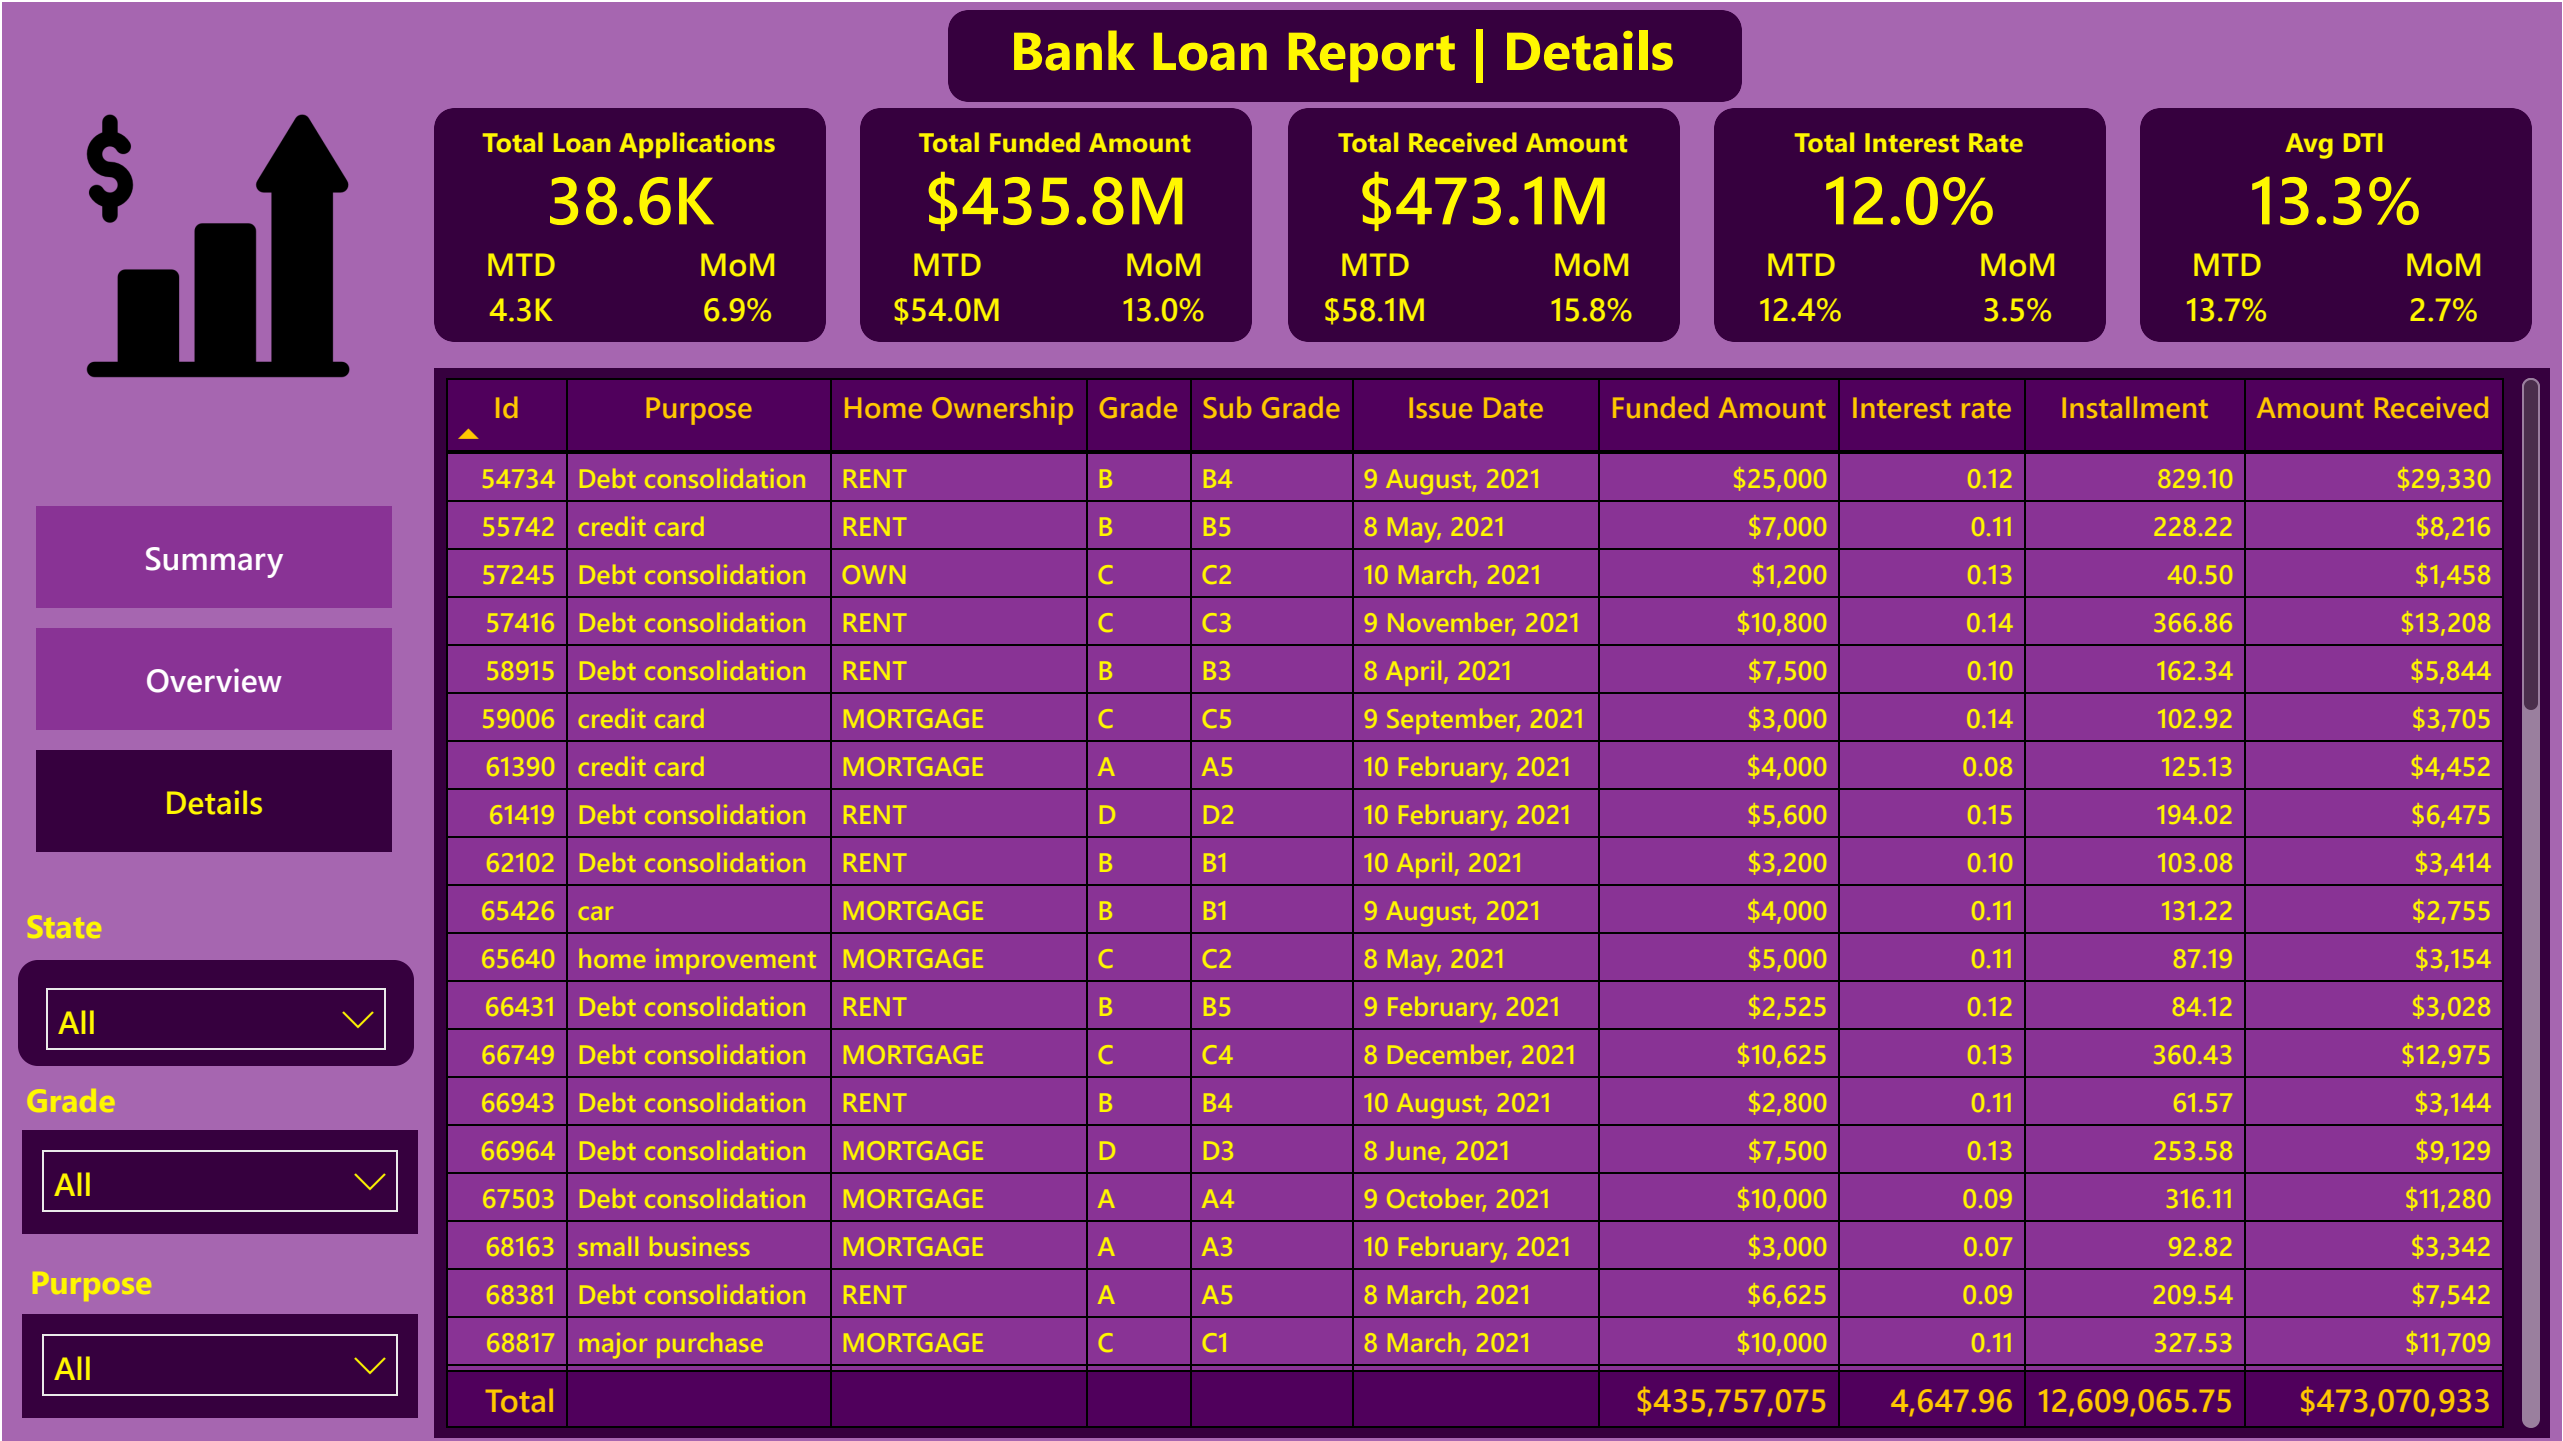 Bank Loan Report | Details
$
Total Loan Applications
38.6K
MTD MoM
4.3K 6.9%
Total Funded Amount
$435.8M
MTD MoM
$54.0M 13.0%
Total Received Amount
$473.1M
MTD MoM
$58.1M 15.8%
Total Interest Rate
12.0%
MTD MoM
12.4% 3.5%
Avg DTI
13.3%
MTD MoM
13.7% 2.7%
Summary
Overview
Details
State
All
Grade
All
Purpose
All
Id Purpose Home Ownership Grade Sub Grade Issue Date Funded Amount Interest rate Installment Amount Received
54734 Debt consolidation RENT B B4 9 August, 2021 $25,000 0.12 829.10 $29,330
55742 credit card RENT B B5 8 May, 2021 $7,000 0.11 228.22 $8,216
57245 Debt consolidation OWN C C2 10 March, 2021 $1,200 0.13 40.50 $1,458
57416 Debt consolidation RENT C C3 9 November, 2021 $10,800 0.14 366.86 $13,208
58915 Debt consolidation RENT B B3 8 April, 2021 $7,500 0.10 162.34 $5,844
59006 credit card MORTGAGE C C5 9 September, 2021 $3,000 0.14 102.92 $3,705
61390 credit card MORTGAGE A A5 10 February, 2021 $4,000 0.08 125.13 $4,452
61419 Debt consolidation RENT D D2 10 February, 2021 $5,600 0.15 194.02 $6,475
62102 Debt consolidation RENT B B1 10 April, 2021 $3,200 0.10 103.08 $3,414
65426 car MORTGAGE B B1 9 August, 2021 $4,000 0.11 131.22 $2,755
65640 home improvement MORTGAGE C C2 8 May, 2021 $5,000 0.11 87.19 $3,154
66431 Debt consolidation RENT B B5 9 February, 2021 $2,525 0.12 84.12 $3,028
66749 Debt consolidation MORTGAGE C C4 8 December, 2021 $10,625 0.13 360.43 $12,975
66943 Debt consolidation RENT B B4 10 August, 2021 $2,800 0.11 61.57 $3,144
66964 Debt consolidation MORTGAGE D D3 8 June, 2021 $7,500 0.13 253.58 $9,129
67503 Debt consolidation MORTGAGE A A4 9 October, 2021 $10,000 0.09 316.11 $11,280
68163 small business MORTGAGE A A3 10 February, 2021 $3,000 0.07 92.82 $3,342
68381 Debt consolidation RENT A A5 8 March, 2021 $6,625 0.09 209.54 $7,542
68817 major purchase MORTGAGE C C1 8 March, 2021 $10,000 0.11 327.53 $11,709
Total $435,757,075 4,647.96 12,609,065.75 $473,070,933